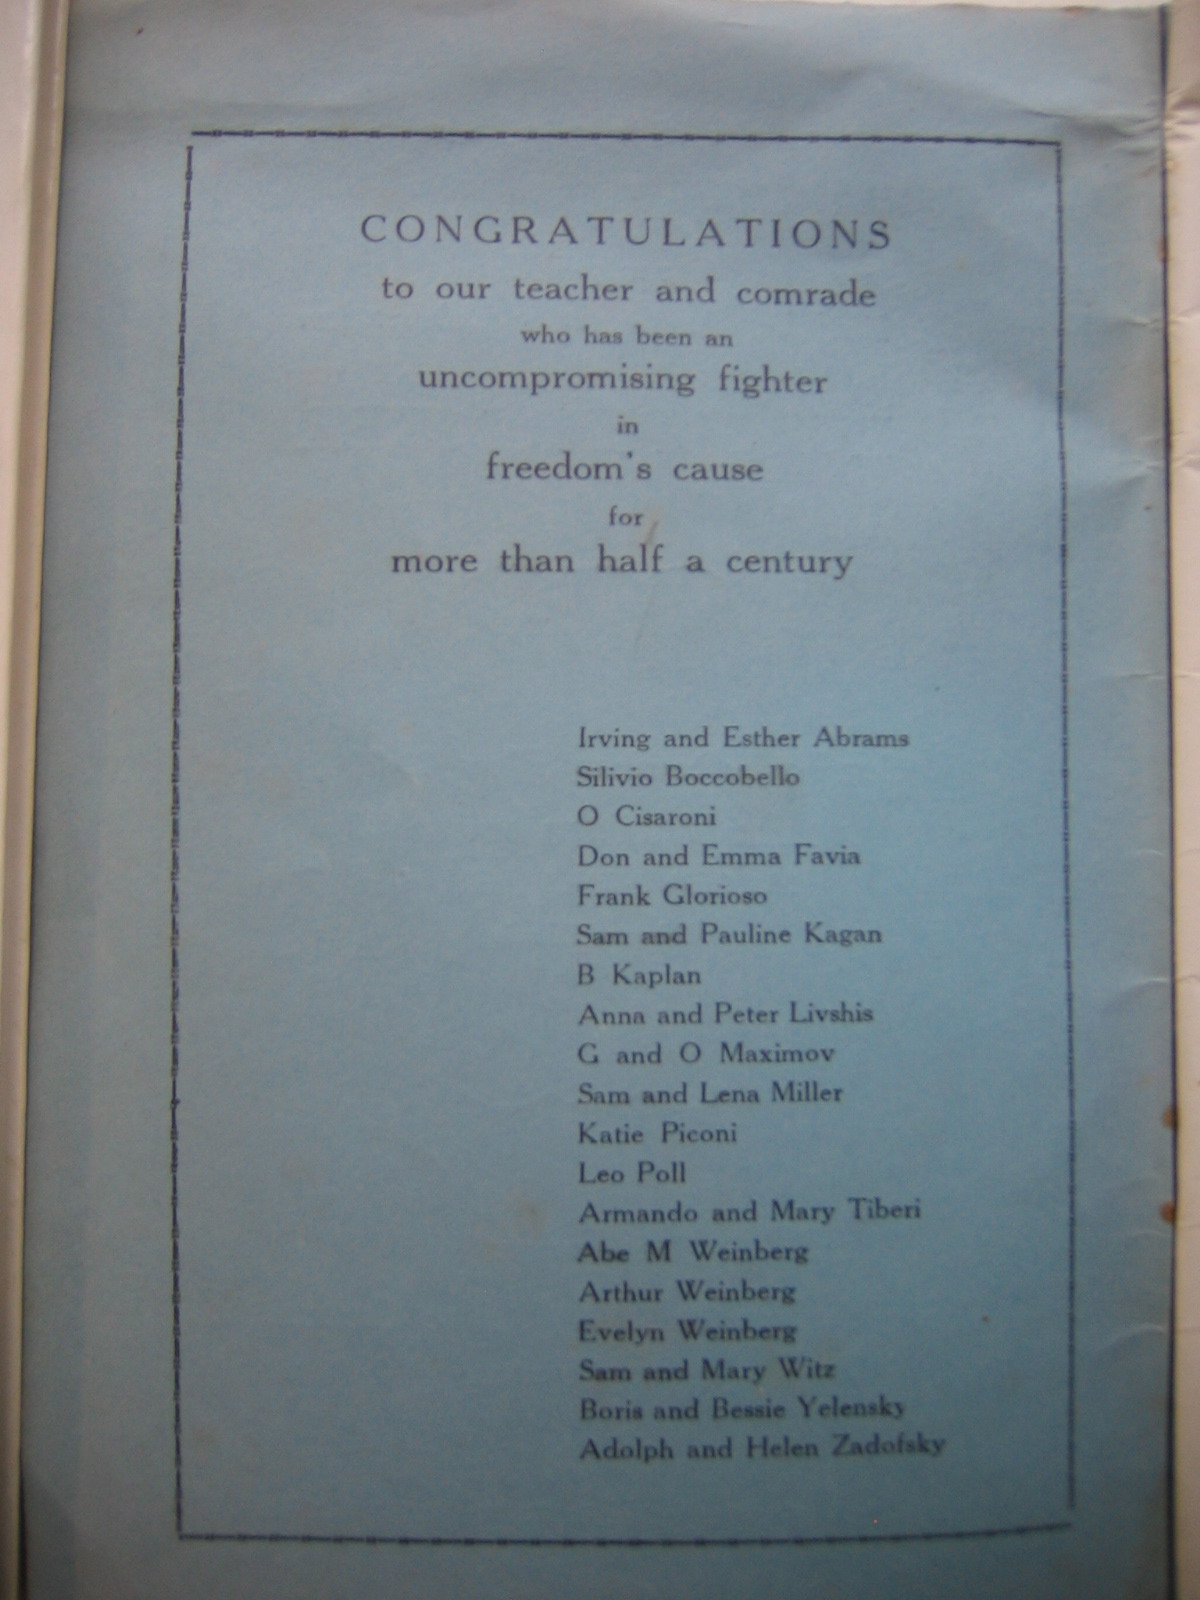 CONGRATULATIONS
to our teacher and comrade
who has been an
uncompromising fighter
in
freedom's cause
for
more than half a century
Irving and Esther Abrams
Silivio Boccobello
O Cisaroni
Don and Emma Favia
Frank Glorioso
Sam and Pauline Kagan
B Kaplan
Anna and Peter Livshis
G and O Maximov
Sam and Lena Miller
Katie Piconi
Leo Poll
Armando and Mary Tiberi
Abe M Weinberg
Arthur Weinberg
Evelyn Weinberg
Sam and Mary Witz
Boris and Bessie Yelensky
Adolph and Helen Zadofsky